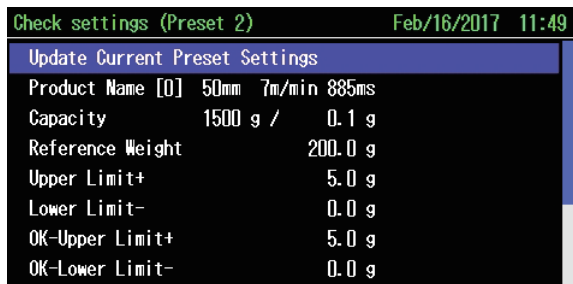 Check settings (Preset 2) Feb/16/2017 11:49
Update Current Preset Settings
Product Name [0] 50mm 7m/min 885ms
Capacity 1500 g / 0.1 g
Reference Weight 200.0 g
Upper Limit+ 5.0 g
Lower Limit- 0.0 g
OK-Upper Limit+ 5.0 g
OK-Lower Limit- 0.0 g